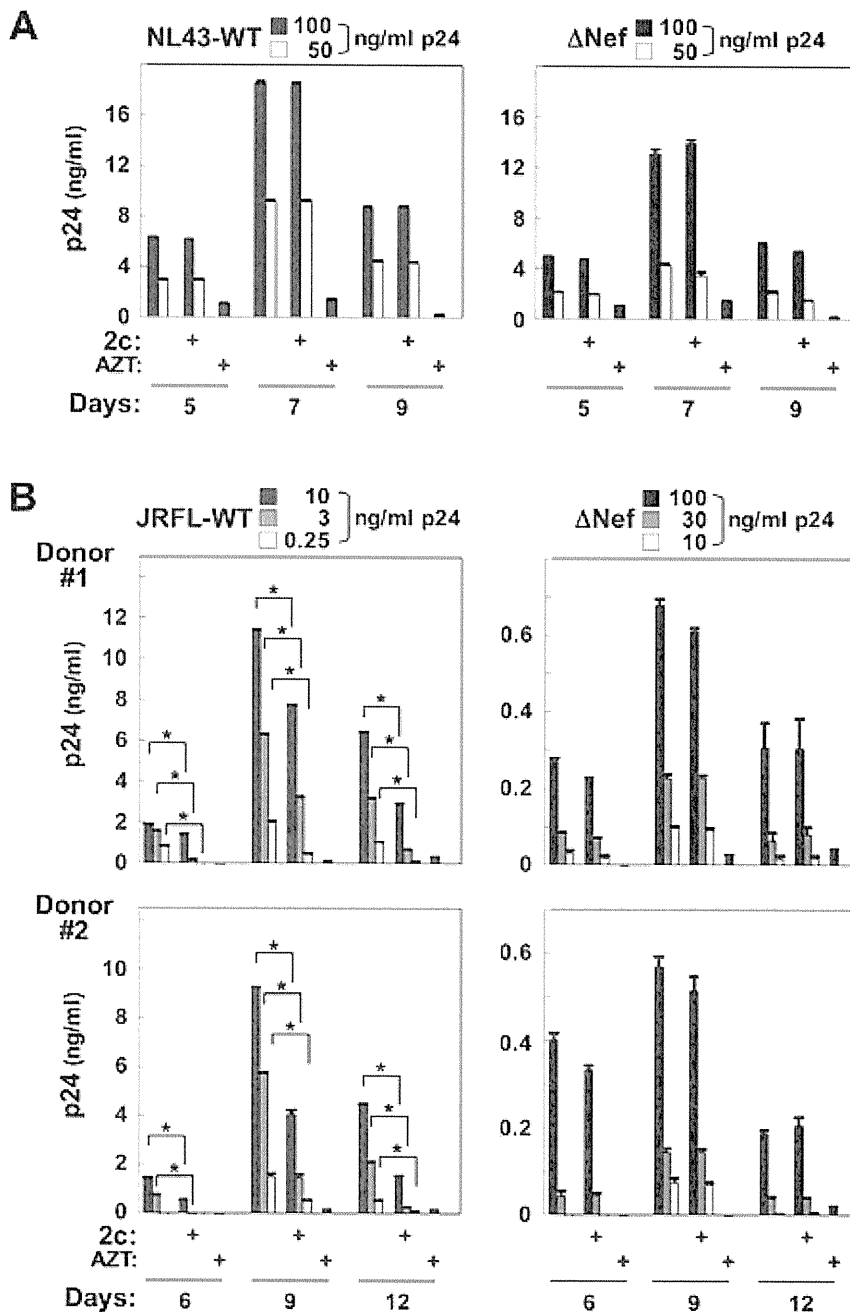 A
NL43-WT 100 ng/ml p24
50
ΔNef 100 ng/ml p24
50
p24 (ng/ml)
16
12
8
4
0
16
12
8
4
0
2c: + + + + + +
AZT: + + + + + +
Days: 5 7 9 5 7 9
B
JRFL-WT 10
3 ng/ml p24
0.25
ΔNef 100
30 ng/ml p24
10
Donor
#1
p24 (ng/ml)
12
10
8
6
4
2
0
* * *
* * *
* * *
0.6
0.4
0.2
0
Donor
#2
p24 (ng/ml)
10
8
6
4
2
0
* *
* * *
* * *
0.6
0.4
0.2
0
2c: + + + + + +
AZT: + + + + + +
Days: 6 9 12 6 9 12